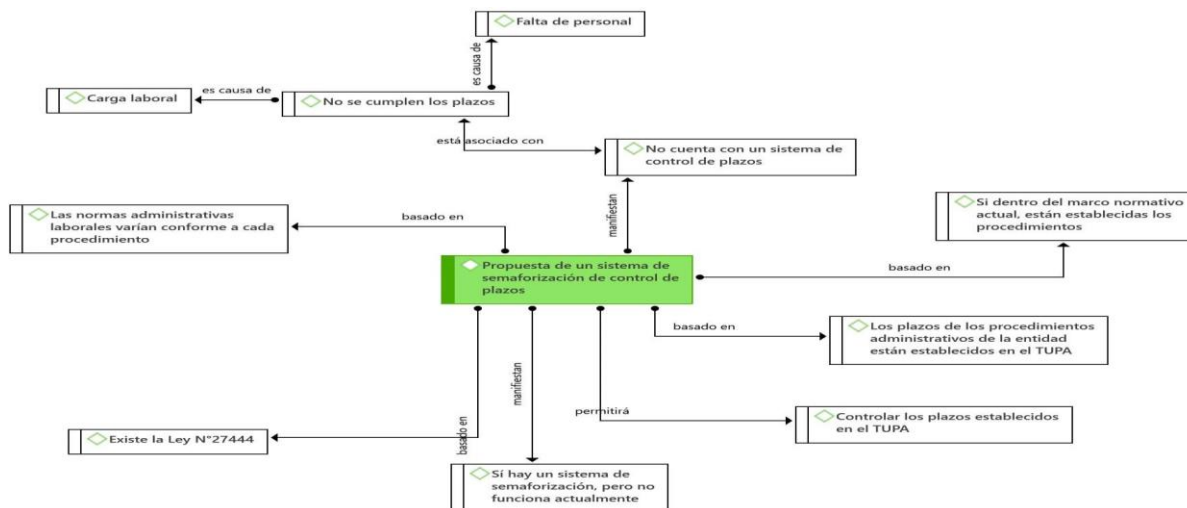 Falta de personal
es causa de
es causa de
Carga laboral
No se cumplen los plazos
está asociado con
No cuenta con un sistema de
control de plazos
manifiestan
Las normas administrativas
laborales varían conforme a cada
procedimiento
basado en
Si dentro del marco normativo
actual, están establecidas los
procedimientos
basado en
Propuesta de un sistema de
semaforización de control de
plazos
basado en
Los plazos de los procedimientos
administrativos de la entidad
están establecidos en el TUPA
manifiestan
permitirá
Controlar los plazos establecidos
en el TUPA
basado en
Existe la Ley N°27444
Sí hay un sistema de
semaforización, pero no
funciona actualmente